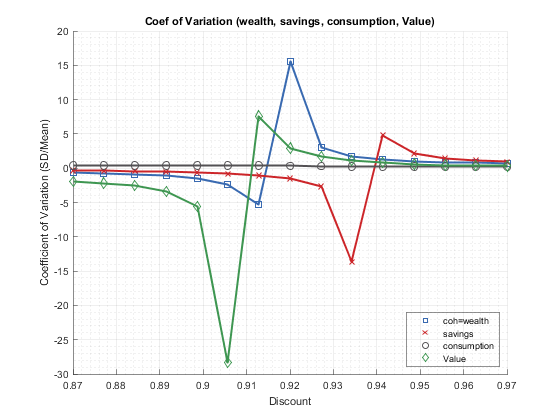 Coef of Variation (wealth, savings, consumption, Value)
20
15
10
5
0
-5
-10
-15
-20
-25
-30
Coefficient of Variation (SD/Mean)
coh=wealth
savings
consumption
Value
0.87 0.88 0.89 0.9 0.91 0.92 0.93 0.94 0.95 0.96 0.97
Discount